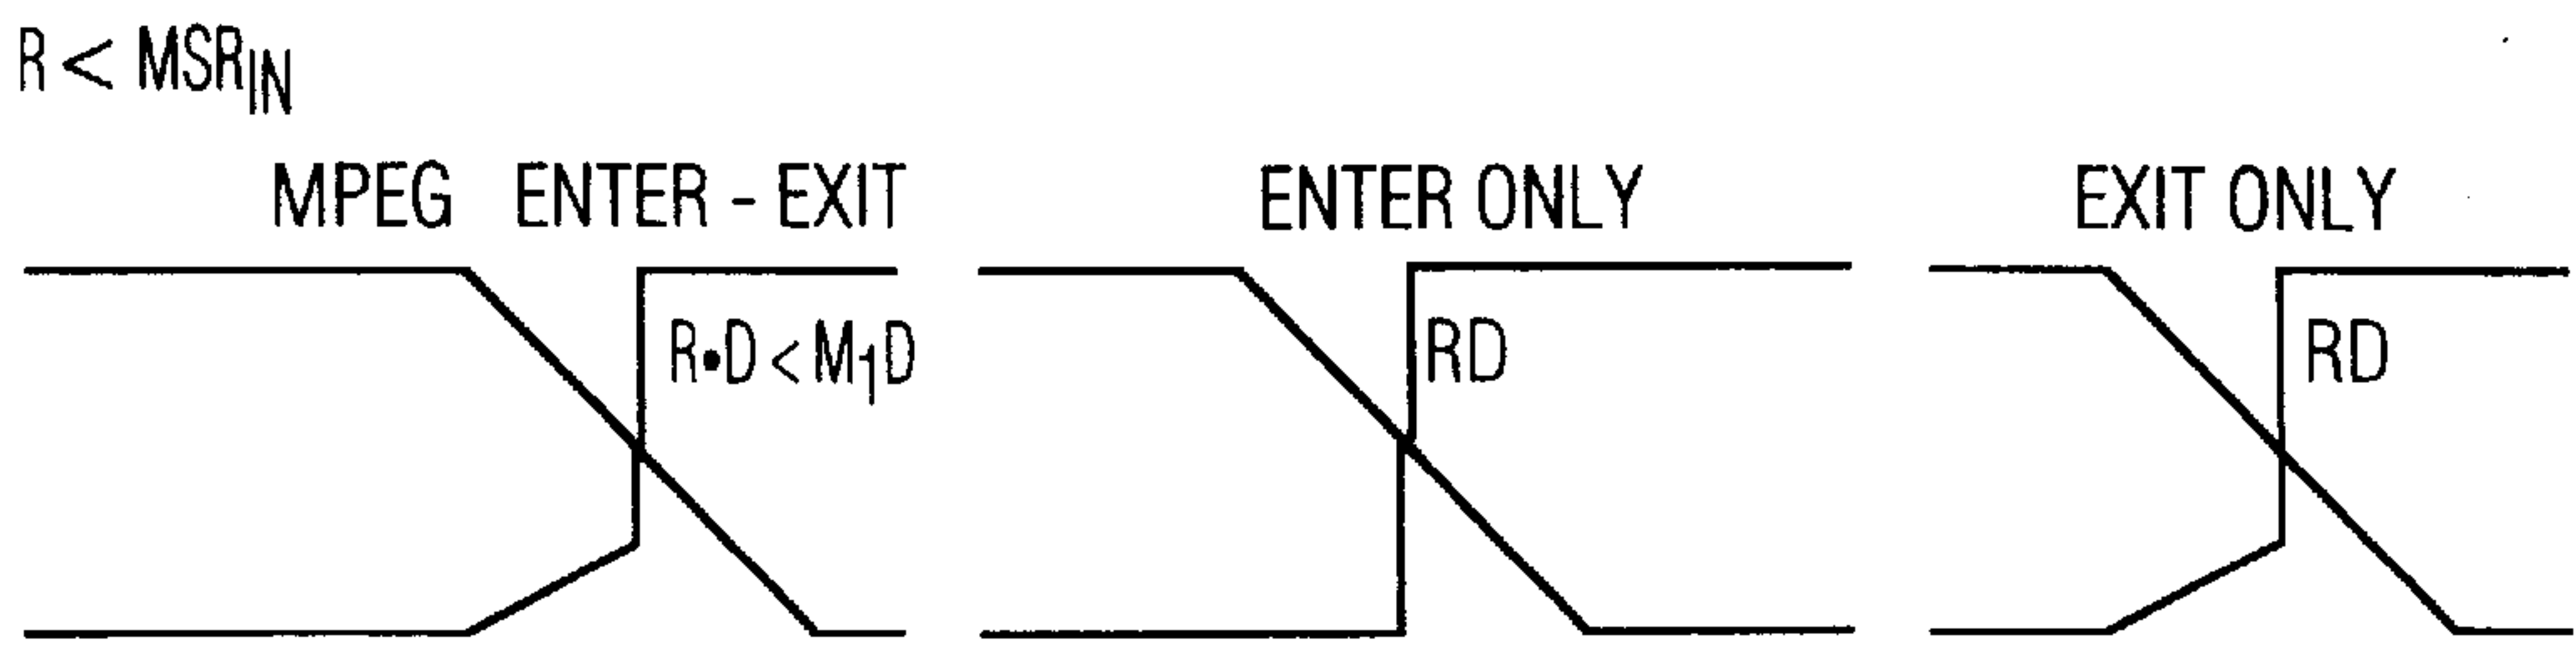 R < MSR_IN
MPEG ENTER - EXIT
ENTER ONLY
EXIT ONLY
R•D < M₁D
RD
RD